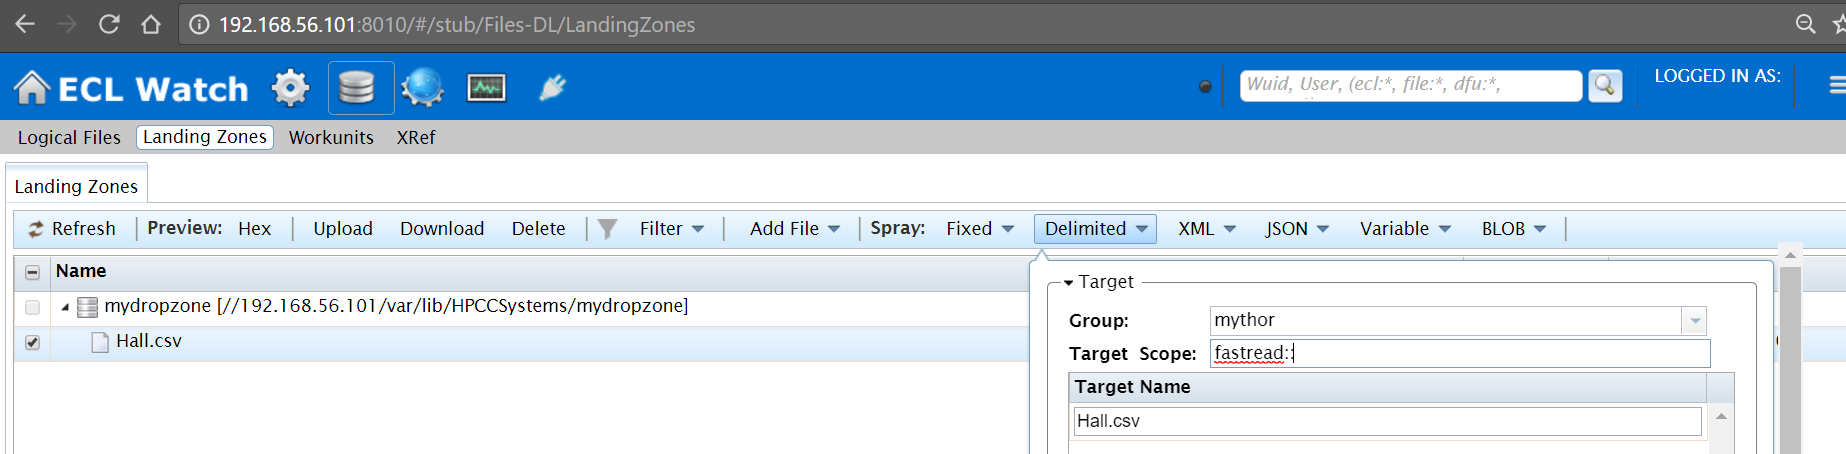 192.168.56.101:8010/#/stub/Files-DL/LandingZones
ECL Watch
Wuid, User, (ecl:*, file:*, dfu:*,
LOGGED IN AS:
Logical Files Landing Zones Workunits XRef
Landing Zones
Refresh Preview: Hex Upload Download Delete Filter Add File Spray: Fixed Delimited XML JSON Variable BLOB
Name
Target
mydropzone [//192.168.56.101/var/lib/HPCCSystems/mydropzone]
Group: mythor
Hall.csv
Target Scope: fastread::
Target Name
Hall.csv